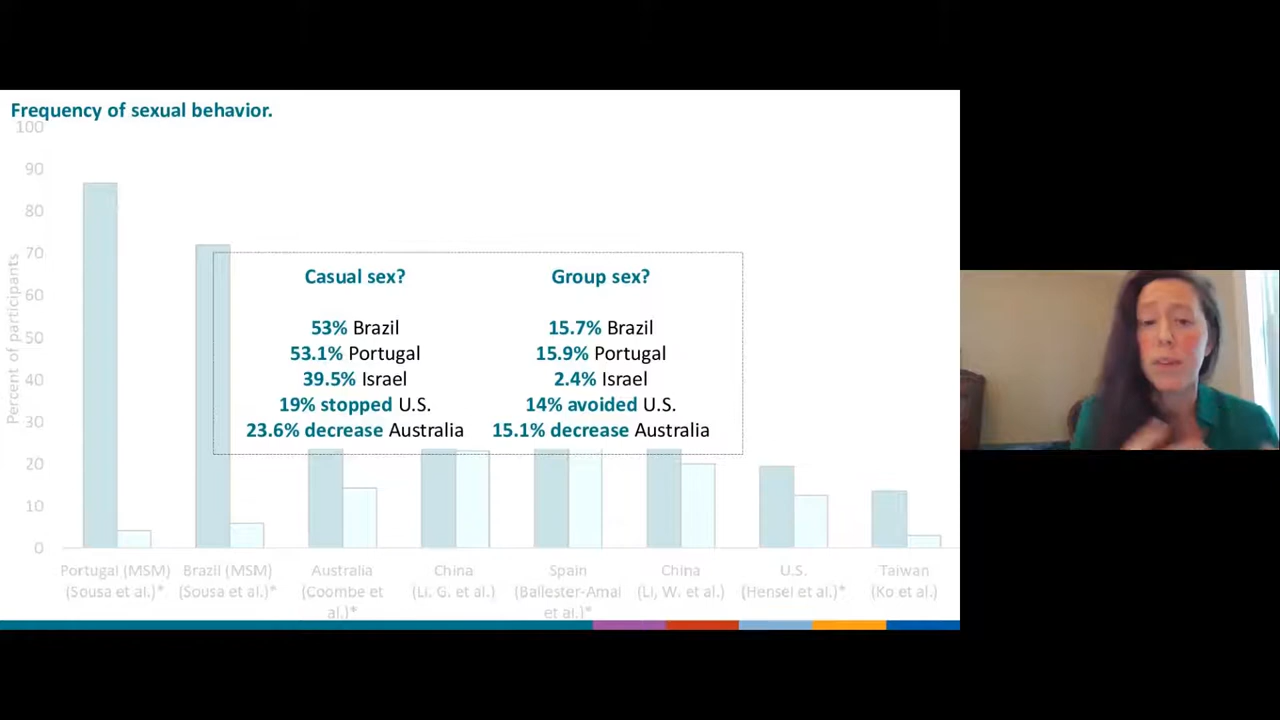 Frequency of sexual behavior.
100
90
80
70
60
50
40
30
20
10
0
Percent of participants
Casual sex?
53% Brazil
53.1% Portugal
39.5% Israel
19% stopped U.S.
23.6% decrease Australia
Group sex?
15.7% Brazil
15.9% Portugal
2.4% Israel
14% avoided U.S.
15.1% decrease Australia
Portugal (MSM)
(Sousa et al.)*
Brazil (MSM)
(Sousa et al.)*
Australia
(Coombe et
al.)*
China
(Li. G. et al.)
Spain
(Ballester-Arnal
et al.)*
China
(Li, W. et al.)
U.S.
(Hensel et al.)*
Taiwan
(Ko et al.)